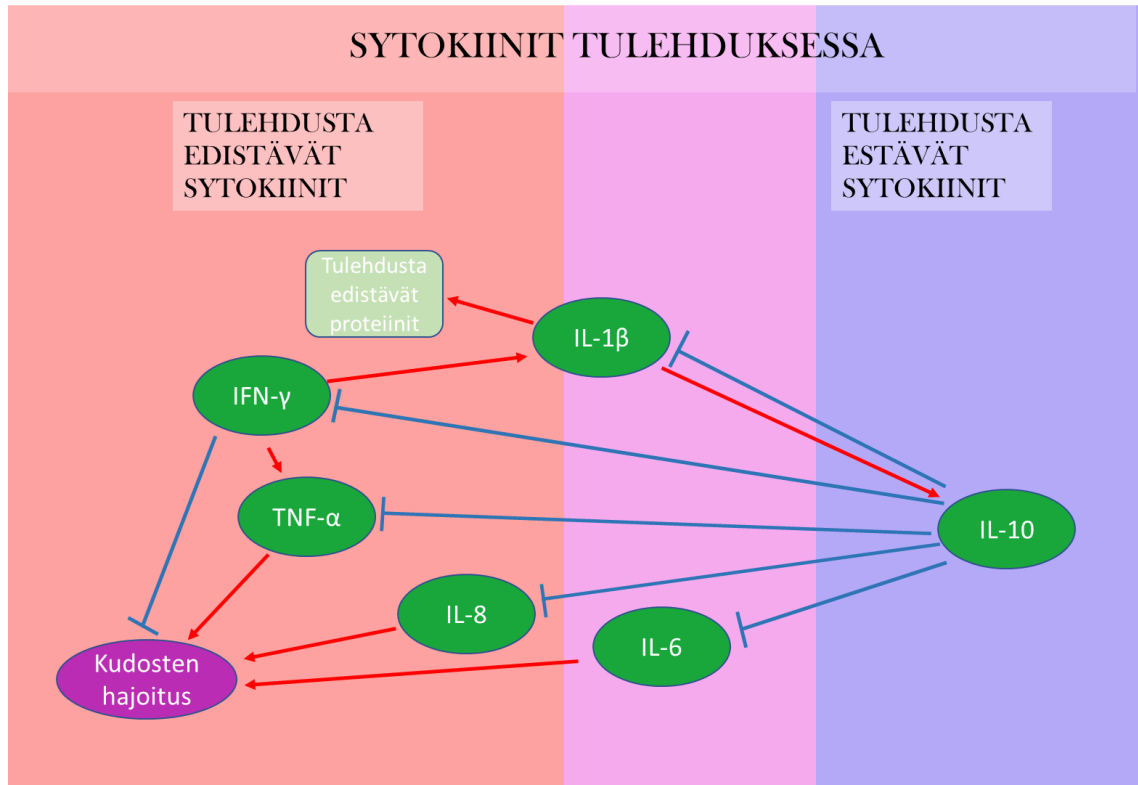 SYTOKIINIT TULEHDUKSESSA
TULEHDUSTA
EDISTÄVÄT
SYTOKIINIT
TULEHDUSTA
ESTÄVÄT
SYTOKIINIT
Tulehdusta
edistävät
proteiinit
IL-1β
IFN-γ
TNF-α
IL-10
IL-8
IL-6
Kudosten
hajoitus